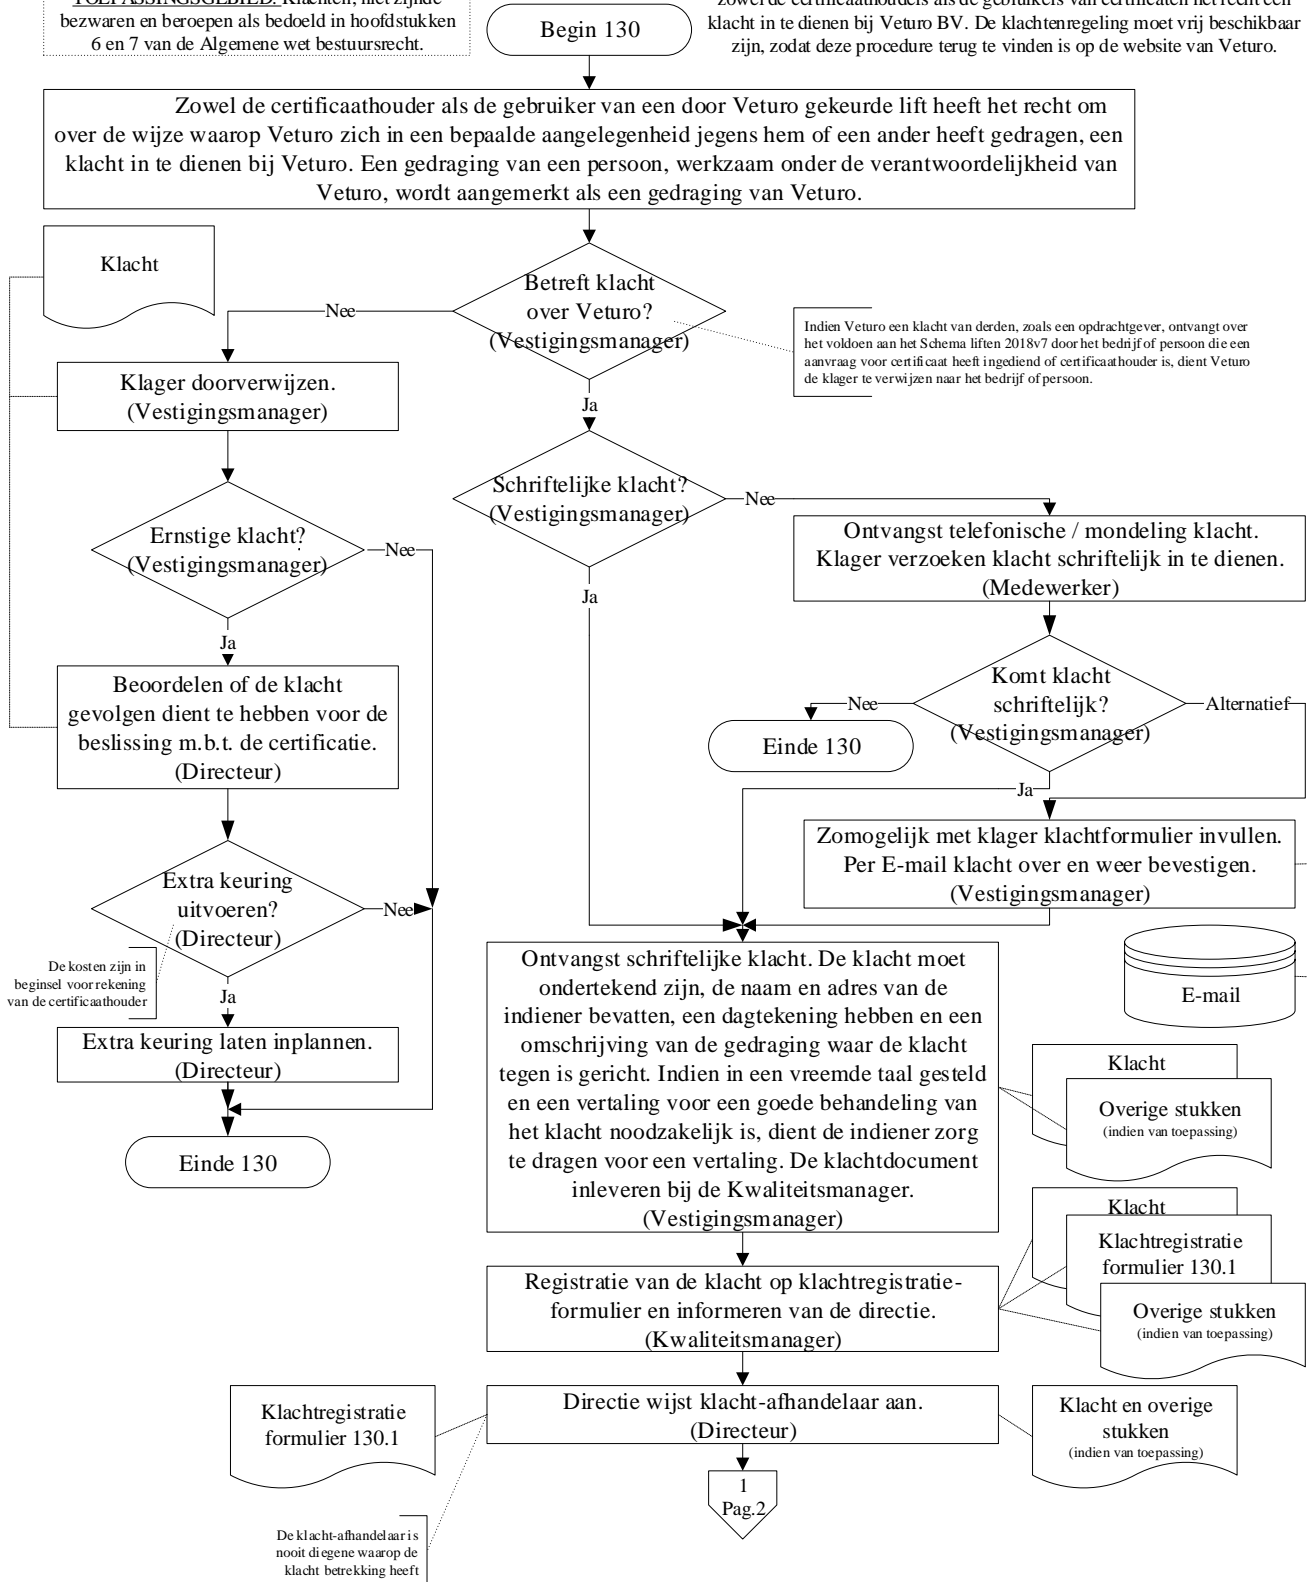 TOEPASSINGSGEBIED: Klachten, niet zijnde
bezwaren en beroepen als bedoeld in hoofdstukken
6 en 7 van de Algemene wet bestuursrecht.
Begin 130
zowel de certificaathouders als de gebruikers van certificaten het recht een
klacht in te dienen bij Veturo BV. De klachtenregeling moet vrij beschikbaar
zijn, zodat deze procedure terug te vinden is op de website van Veturo.
Zowel de certificaathouder als de gebruiker van een door Veturo gekeurde lift heeft het recht om
over de wijze waarop Veturo zich in een bepaalde aangelegenheid jegens hem of een ander heeft gedragen, een
klacht in te dienen bij Veturo. Een gedraging van een persoon, werkzaam onder de verantwoordelijkheid van
Veturo, wordt aangemerkt als een gedraging van Veturo.
Klacht
Betreft klacht
over Veturo?
(Vestigingsmanager)
Nee
Ja
Indien Veturo een klacht van derden, zoals een opdrachtgever, ontvangt over
het voldoen aan het Schema liften 2018v7 door het bedrijf of persoon die een
aanvraag voor certificaat heeft ingediend of certificaathouder is, dient Veturo
de klager te verwijzen naar het bedrijf of persoon.
Klager doorverwijzen.
(Vestigingsmanager)
Schriftelijke klacht?
(Vestigingsmanager)
Nee
Ja
Ernstige klacht?
(Vestigingsmanager)
Nee
Ja
Ontvangst telefonische / mondeling klacht.
Klager verzoeken klacht schriftelijk in te dienen.
(Medewerker)
Beoordelen of de klacht
gevolgen dient te hebben voor de
beslissing m.b.t. de certificatie.
(Directeur)
Komt klacht
schriftelijk?
(Vestigingsmanager)
Nee
Alternatief
Ja
Einde 130
Zomogelijk met klager klachtformulier invullen.
Per E-mail klacht over en weer bevestigen.
(Vestigingsmanager)
Extra keuring
uitvoeren?
(Directeur)
Nee
Ja
De kosten zijn in
beginsel voor rekening
van de certificaathouder
Extra keuring laten inplannen.
(Directeur)
Einde 130
E-mail
Ontvangst schriftelijke klacht. De klacht moet
ondertekend zijn, de naam en adres van de
indiener bevatten, een dagtekening hebben en een
omschrijving van de gedraging waar de klacht
tegen is gericht. Indien in een vreemde taal gesteld
en een vertaling voor een goede behandeling van
het klacht noodzakelijk is, dient de indiener zorg
te dragen voor een vertaling. De klachtdocument
inleveren bij de Kwaliteitsmanager.
(Vestigingsmanager)
Klacht
Overige stukken
(indien van toepassing)
Registratie van de klacht op klachtregistratie-
formulier en informeren van de directie.
(Kwaliteitsmanager)
Klacht
Klachtregistratie
formulier 130.1
Overige stukken
(indien van toepassing)
Klachtregistratie
formulier 130.1
Directie wijst klacht-afhandelaar aan.
(Directeur)
Klacht en overige
stukken
(indien van toepassing)
1
Pag.2
De klacht-afhandelaar is
nooit diegene waarop de
klacht betrekking heeft